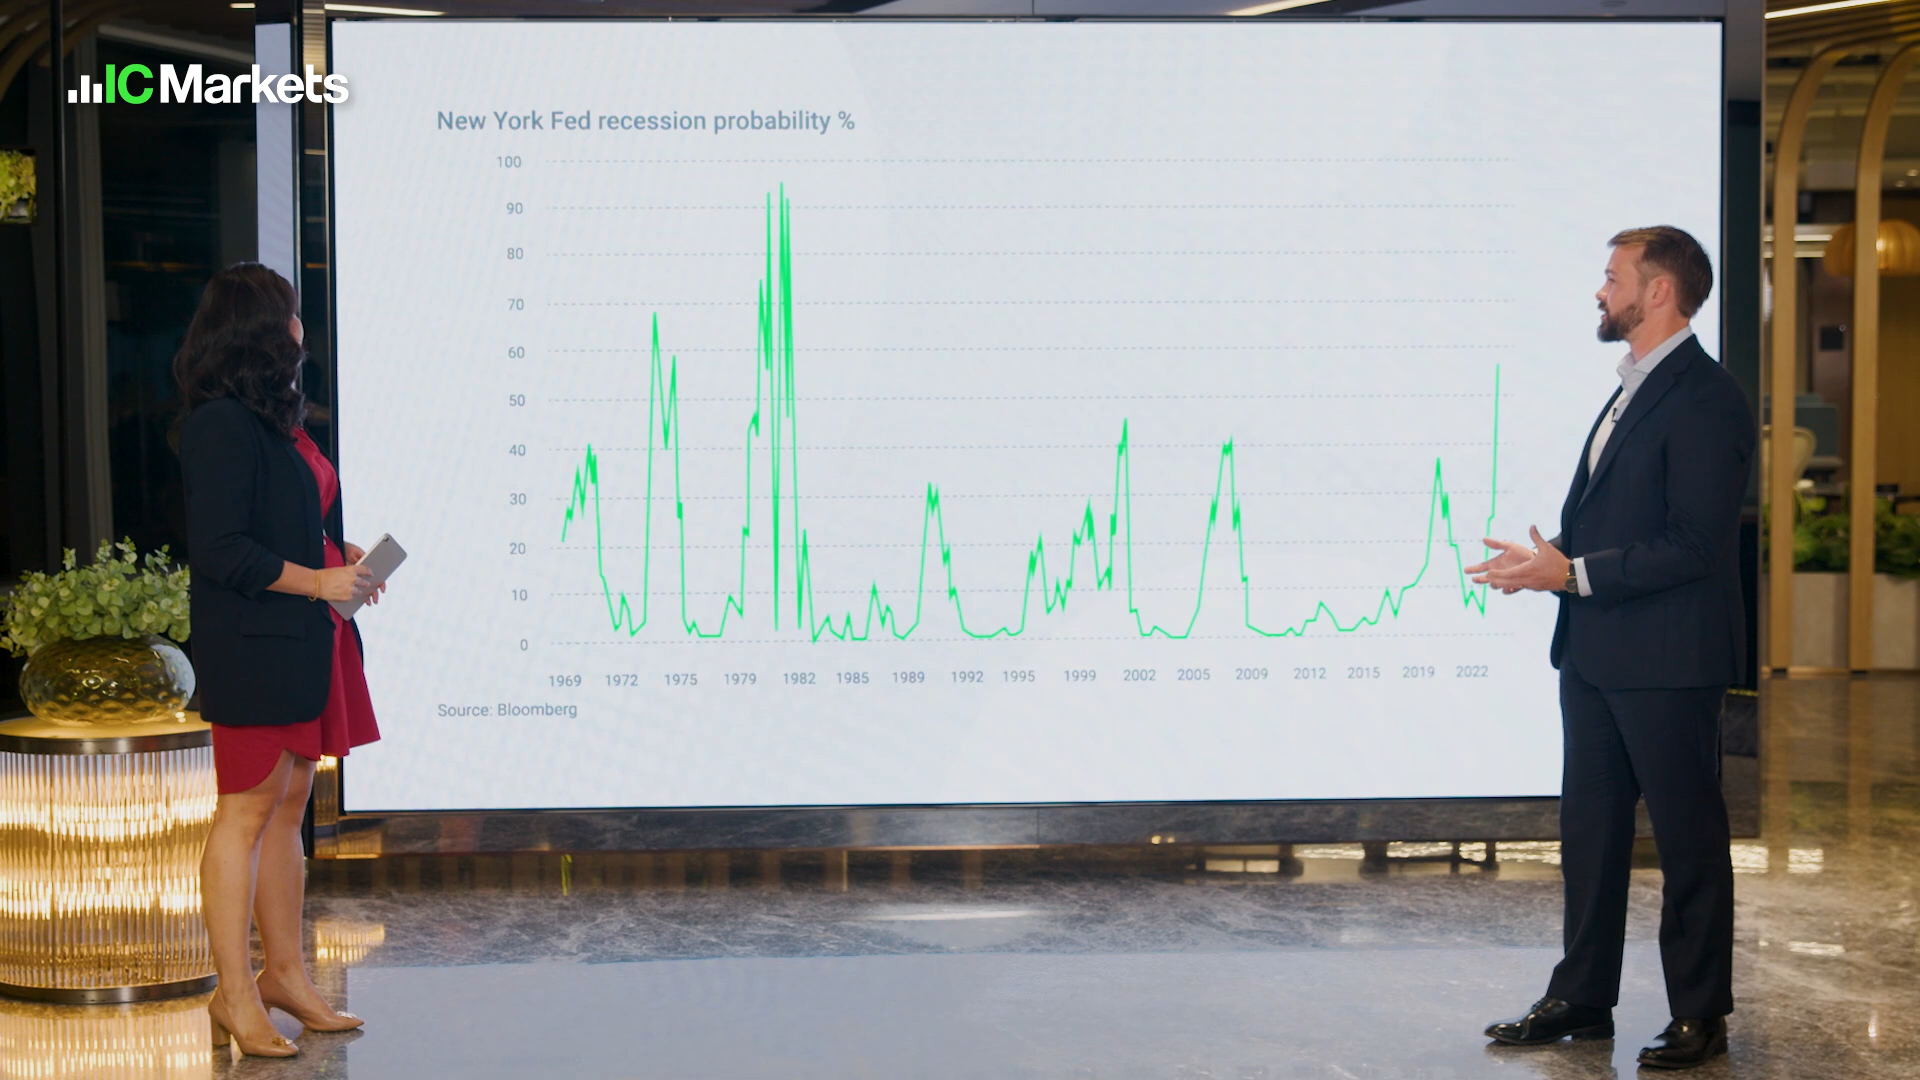 IC Markets
New York Fed recession probability %
100
90
80
70
60
50
40
30
20
10
0
1969 1972 1975 1979 1982 1985 1989 1992 1995 1999 2002 2005 2009 2012 2015 2019 2022
Source: Bloomberg